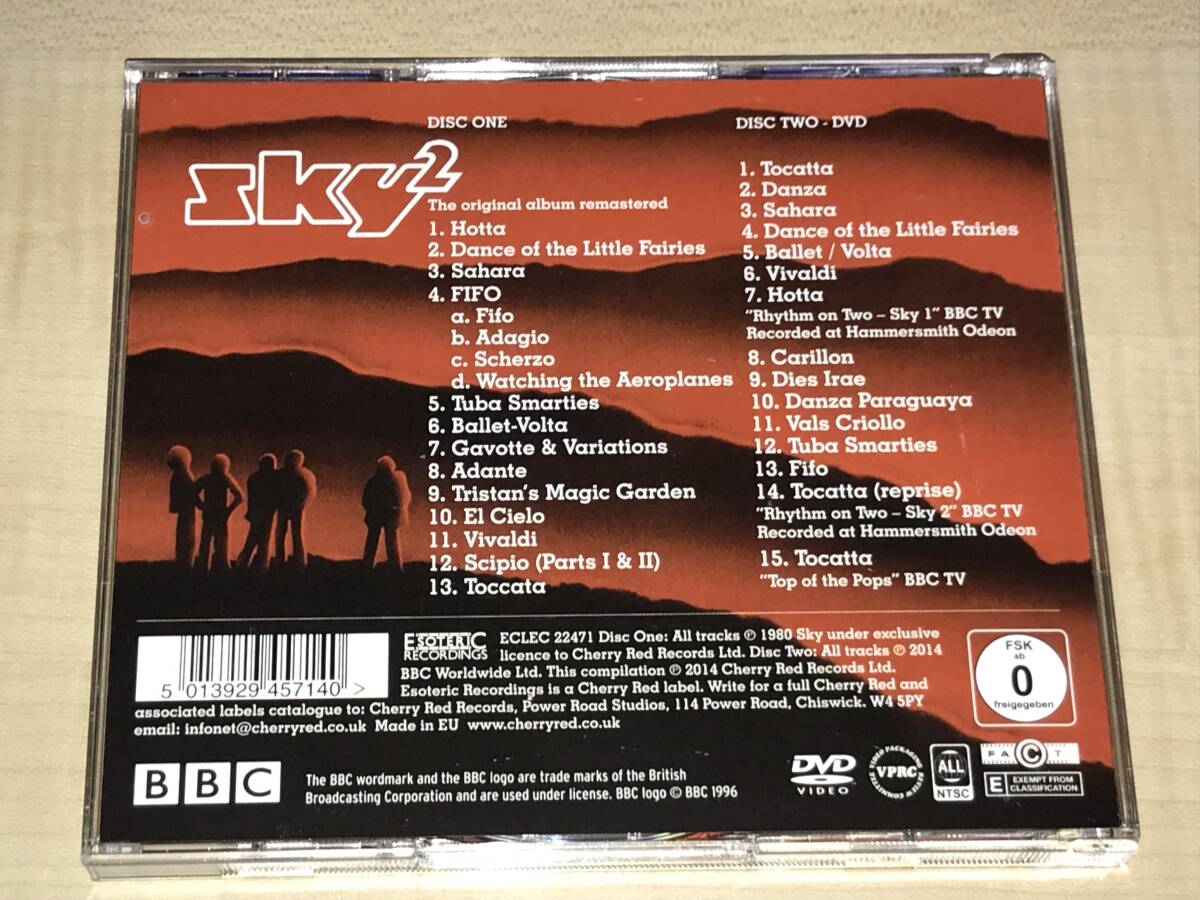 sky2
DISC ONE
The original album remastered
1. Hotta
2. Dance of the Little Fairies
3. Sahara
4. FIFO
a. Fifo
b. Adagio
c. Scherzo
d. Watching the Aeroplanes
5. Tuba Smarties
6. Ballet-Volta
7. Gavotte & Variations
8. Adante
9. Tristan's Magic Garden
10. El Cielo
11. Vivaldi
12. Scipio (Parts I & II)
13. Toccata
DISC TWO - DVD
1. Tocatta
2. Danza
3. Sahara
4. Dance of the Little Fairies
5. Ballet / Volta
6. Vivaldi
7. Hotta
"Rhythm on Two – Sky 1" BBC TV
Recorded at Hammersmith Odeon
8. Carillon
9. Dies Irae
10. Danza Paraguaya
11. Vals Criollo
12. Tuba Smarties
13. Fifo
14. Tocatta (reprise)
"Rhythm on Two – Sky 2" BBC TV
Recorded at Hammersmith Odeon
15. Tocatta
"Top of the Pops" BBC TV
5 013929 457140 >
ESOTERIC
RECORDINGS
ECLEC 22471 Disc One: All tracks ℗ 1980 Sky under exclusive
licence to Cherry Red Records Ltd. Disc Two: All tracks ℗ 2014
BBC Worldwide Ltd. This compilation ℗ 2014 Cherry Red Records Ltd.
Esoteric Recordings is a Cherry Red label. Write for a full Cherry Red and
associated labels catalogue to: Cherry Red Records, Power Road Studios, 114 Power Road, Chiswick. W4 5PY
email: infonet@cherryred.co.uk Made in EU www.cherryred.co.uk
FSK
ab
0
freigegeben
BBC
The BBC wordmark and the BBC logo are trade marks of the British
Broadcasting Corporation and are used under license. BBC logo © BBC 1996
DVD
VIDEO
VIDEO PACKAGING REVIEW COMMITTEE
VPRC
ALL
NTSC
FACT
E EXEMPT FROM
CLASSIFICATION